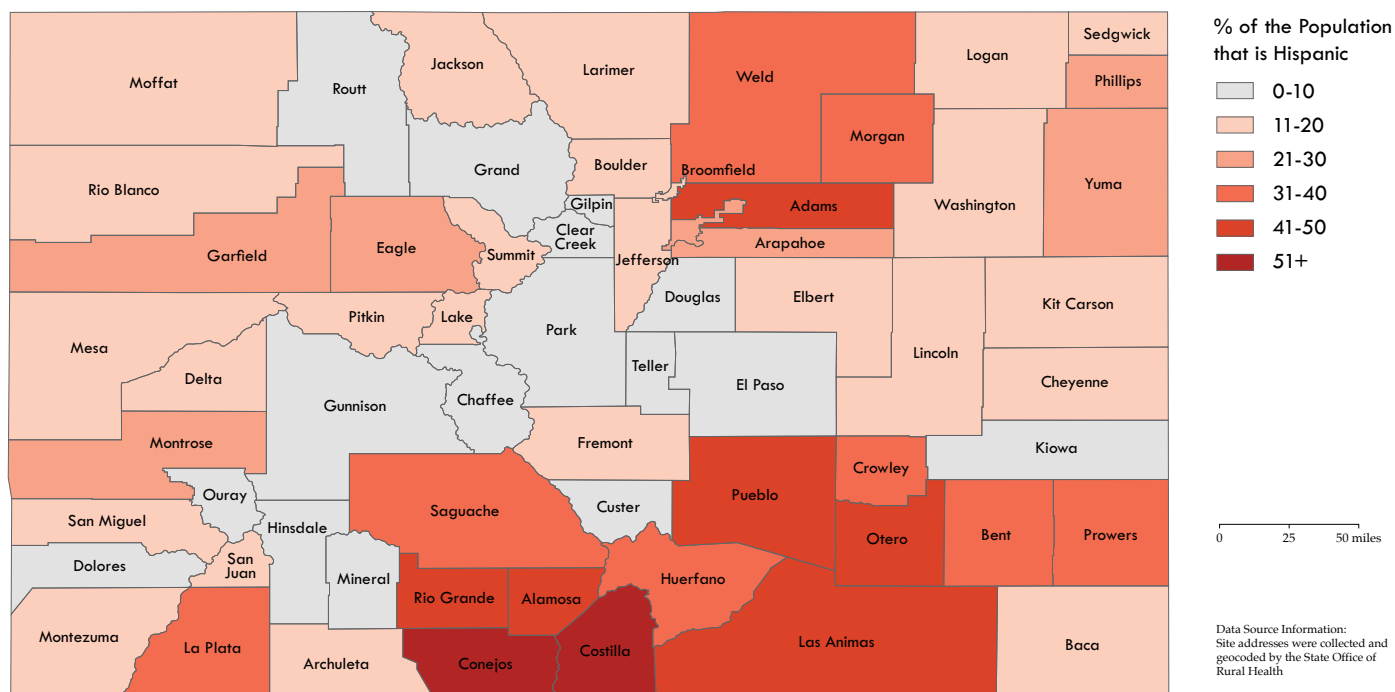 % of the Population
that is Hispanic
0-10
11-20
21-30
31-40
41-50
51+
Moffat
Routt
Jackson
Larimer
Weld
Logan
Sedgwick
Phillips
Morgan
Rio Blanco
Grand
Boulder
Broomfield
Washington
Yuma
Gilpin
Adams
Clear
Creek
Garfield
Eagle
Summit
Jefferson
Arapahoe
Douglas
Elbert
Kit Carson
Mesa
Pitkin
Lake
Park
Lincoln
Delta
Teller
El Paso
Cheyenne
Gunnison
Chaffee
Montrose
Fremont
Kiowa
Crowley
Ouray
Saguache
Custer
Pueblo
San Miguel
Hinsdale
Otero
Bent
Prowers
Dolores
San
Juan
Mineral
Huerfano
Rio Grande
Alamosa
Montezuma
La Plata
Archuleta
Conejos
Costilla
Las Animas
Baca
0 25 50 miles
Data Source Information:
Site addresses were collected and
geocoded by the State Office of
Rural Health